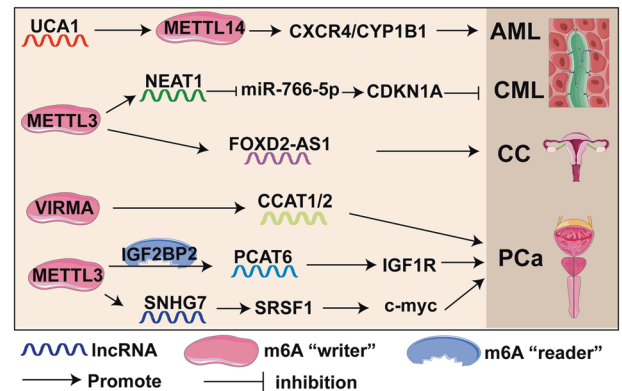 UCA1 METTL14 CXCR4/CYP1B1 AML
NEAT1 miR-766-5p CDKN1A CML
METTL3
FOXD2-AS1 CC
VIRMA CCAT1/2
IGF2BP2 PCAT6 IGF1R PCa
METTL3
SNHG7 SRSF1 c-myc
lncRNA m6A “writer” m6A “reader”
Promote inhibition